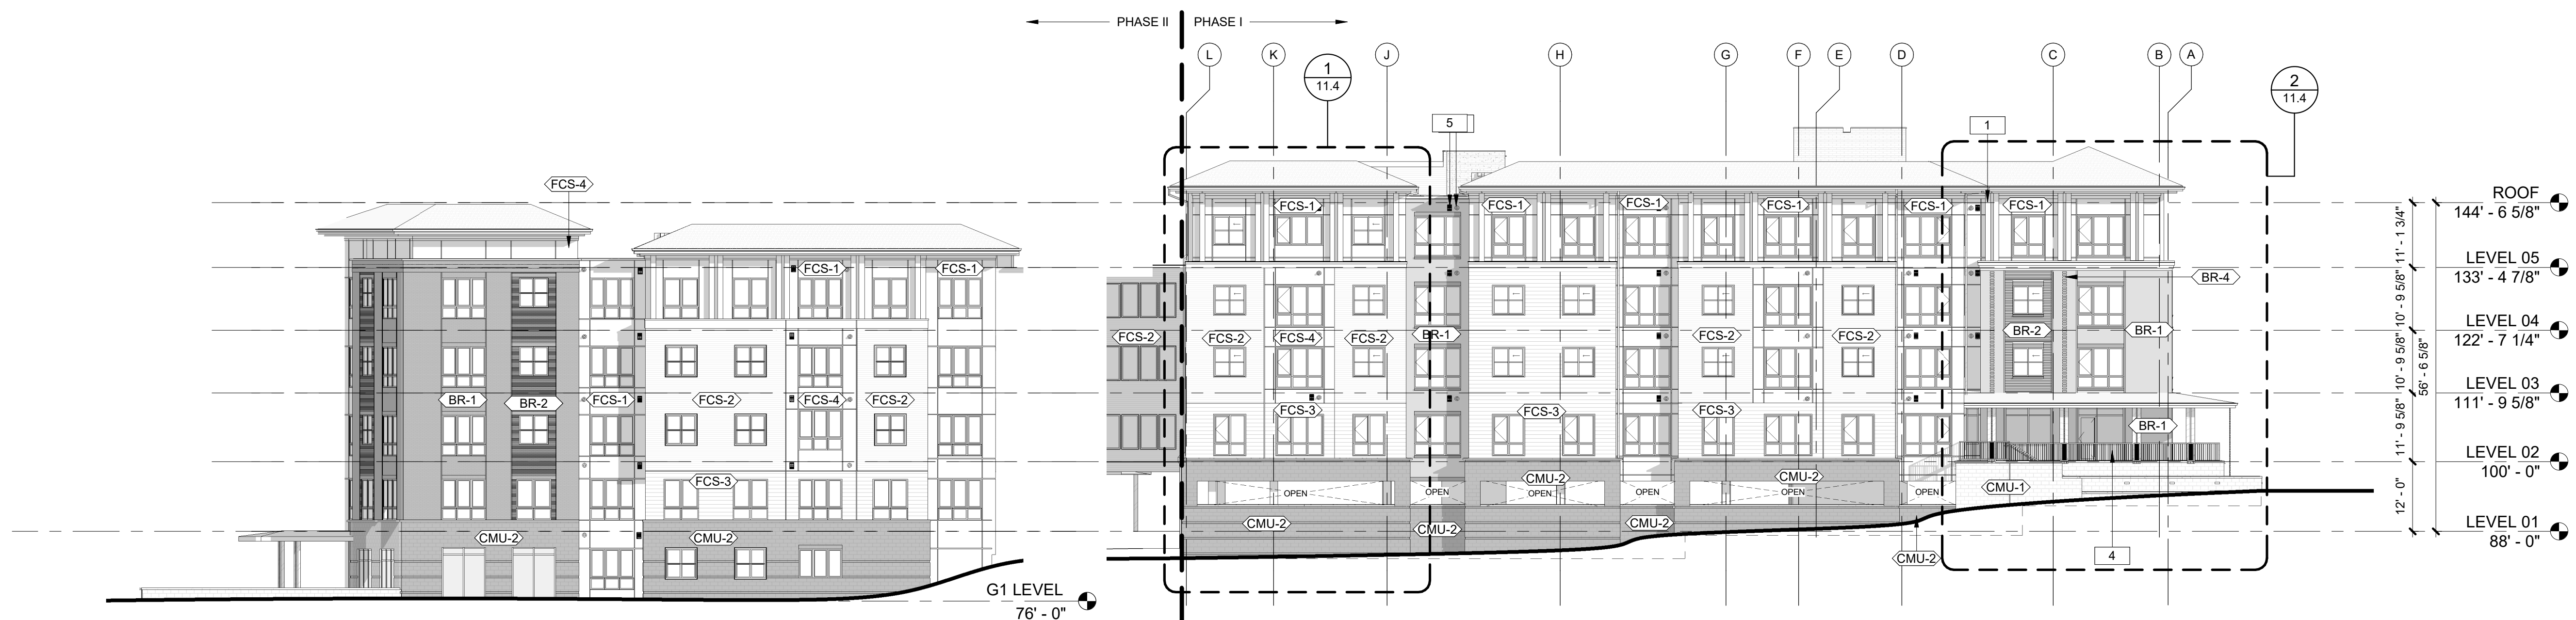 PHASE II
PHASE I
L
K
J
H
G
F
E
D
C
B
A
1
11.4
2
11.4
5
1
FCS-4
FCS-1
FCS-1
FCS-1
FCS-1
FCS-1
FCS-1
ROOF
144' - 6 5/8"
11' - 1 3/4"
FCS-1
FCS-1
LEVEL 05
133' - 4 7/8"
BR-4
10' - 9 5/8"
FCS-2
FCS-2
FCS-4
FCS-2
BR-1
FCS-2
FCS-2
BR-2
BR-1
LEVEL 04
122' - 7 1/4"
10' - 9 5/8"
56' - 6 5/8"
BR-1
BR-2
FCS-1
FCS-2
FCS-4
FCS-2
FCS-3
FCS-3
FCS-3
LEVEL 03
111' - 9 5/8"
BR-1
11' - 9 5/8"
LEVEL 02
100' - 0"
FCS-3
CMU-2
CMU-2
CMU-1
OPEN
OPEN
OPEN
OPEN
OPEN
OPEN
12' - 0"
CMU-2
CMU-2
CMU-2
CMU-2
CMU-2
CMU-2
4
LEVEL 01
88' - 0"
G1 LEVEL
76' - 0"